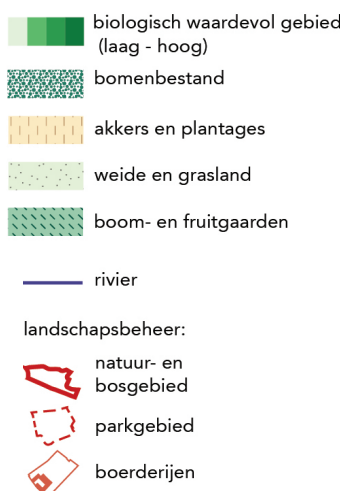 biologisch waardevol gebied
(laag - hoog)
bomenbestand
akkers en plantages
weide en grasland
boom- en fruitgaarden
rivier
landschapsbeheer:
natuur- en
bosgebied
parkgebied
boerderijen